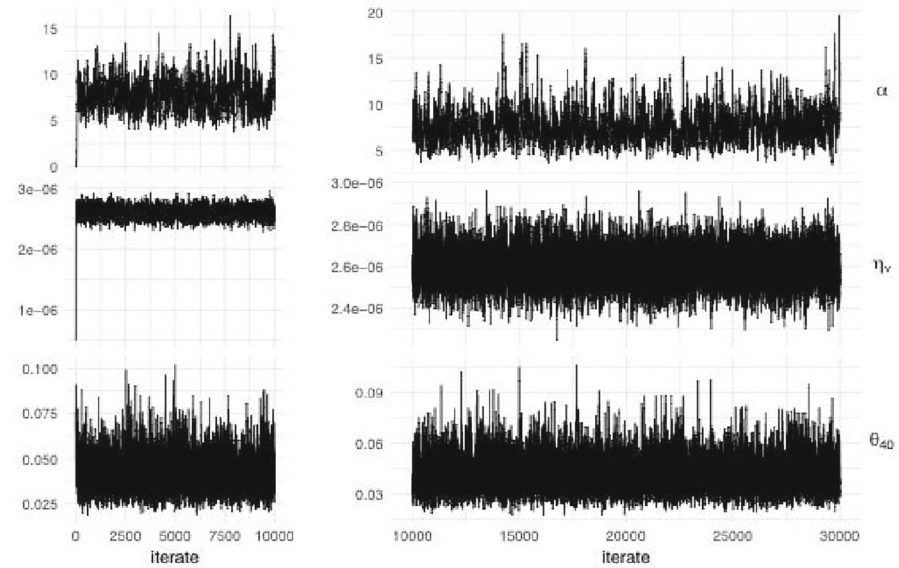 15
10
5
0
20
15
10
5
α
3e−06
2e−06
1e−06
3.0e−06
2.8e−06
2.6e−06
2.4e−06
ηᵥ
0.100
0.075
0.050
0.025
0.09
0.06
0.03
θ₄₀
0 2500 5000 7500 10000
10000 15000 20000 25000 30000
iterate
iterate